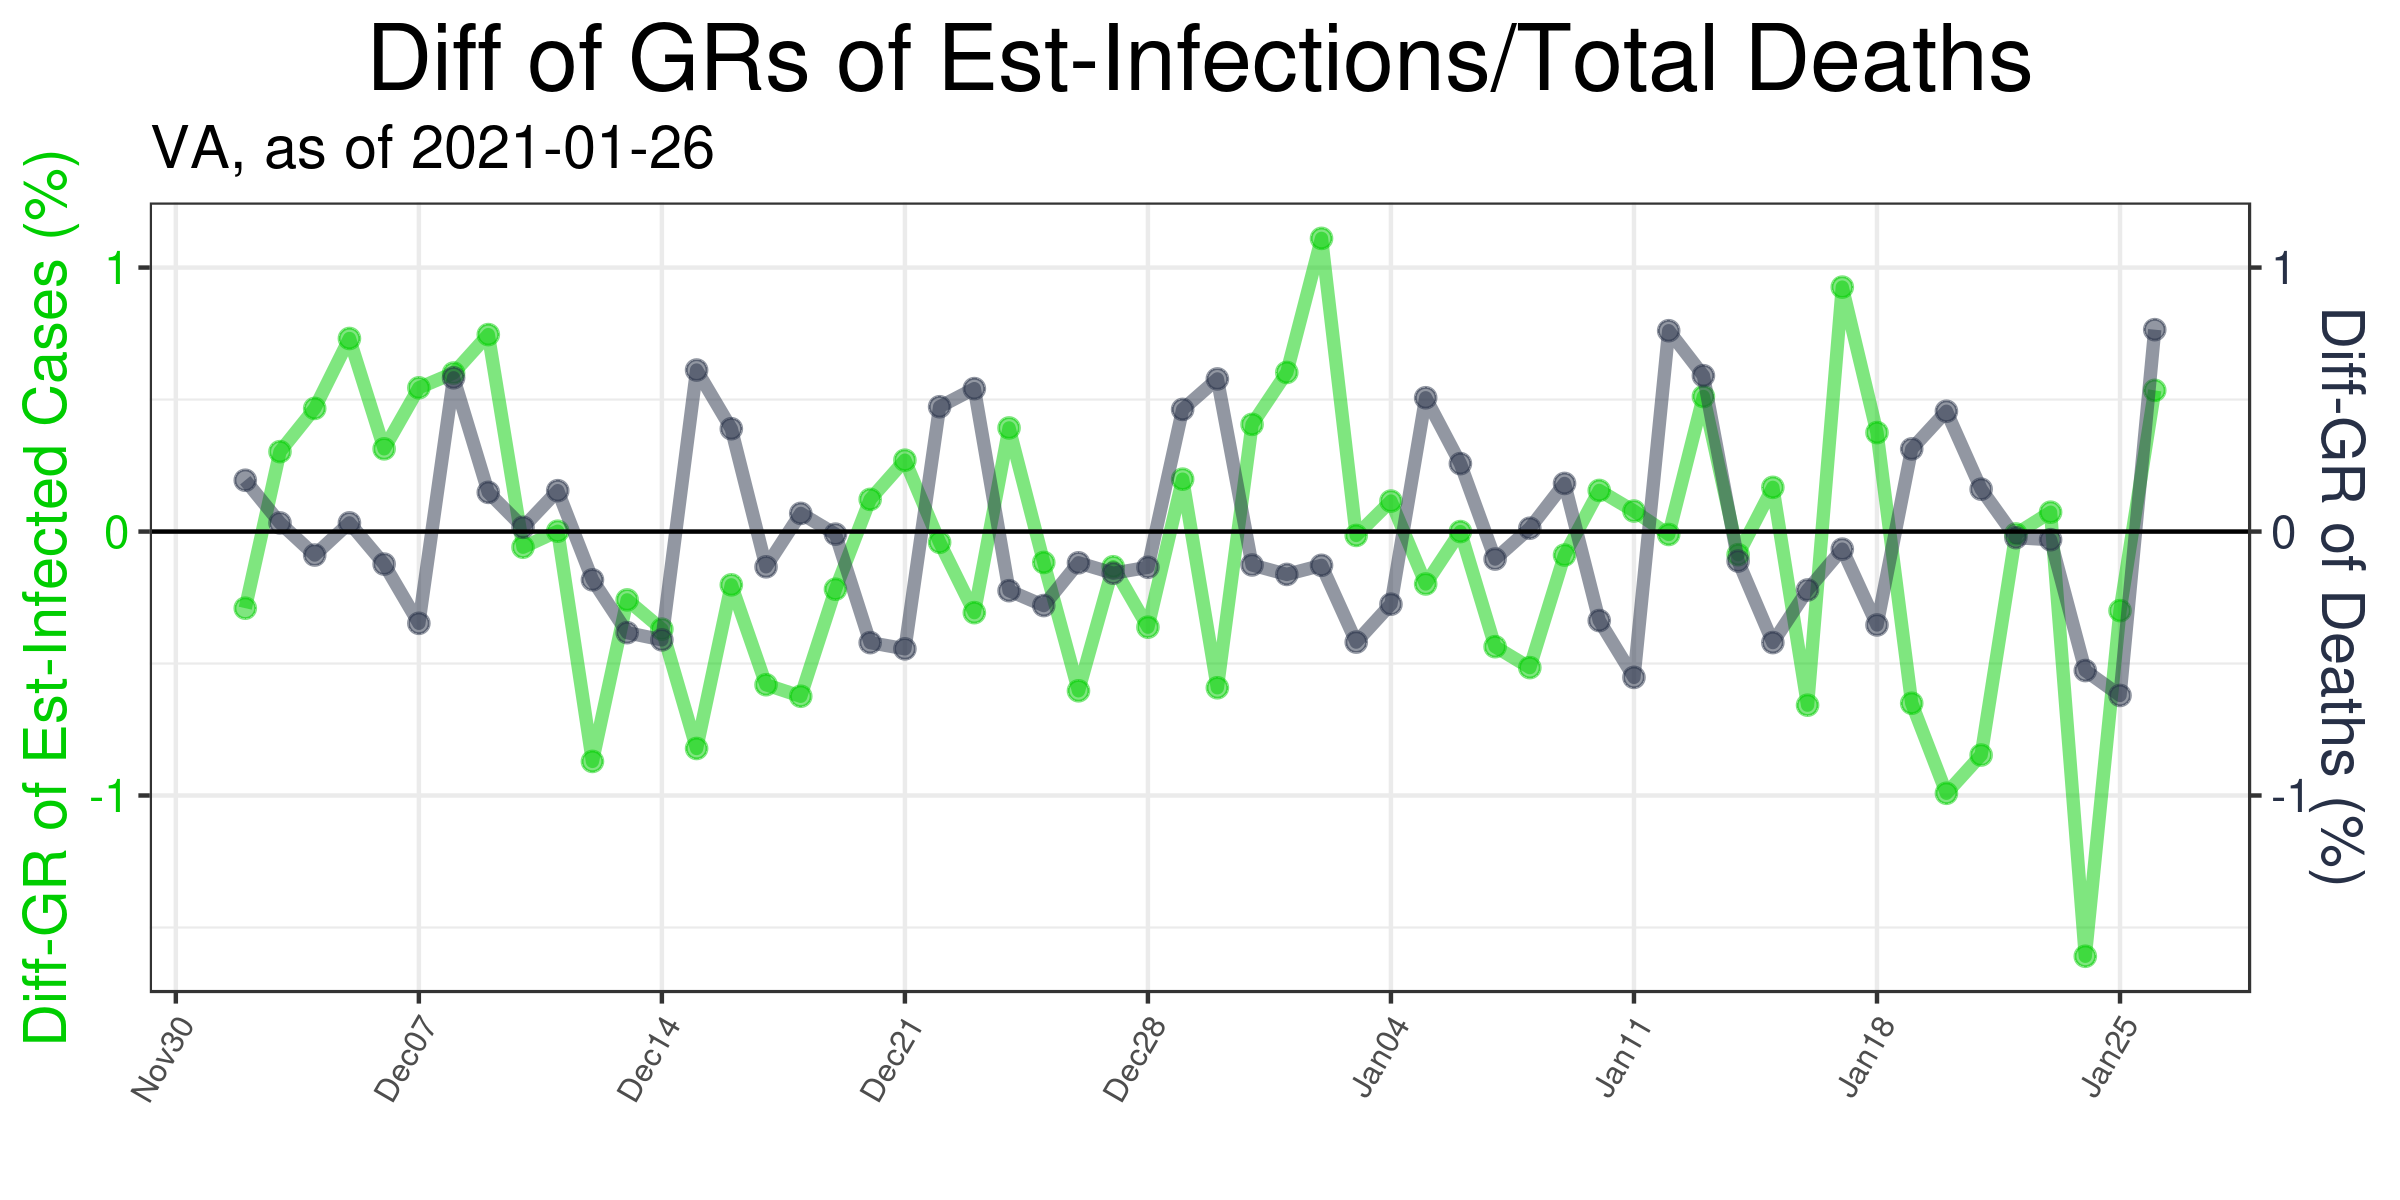 Diff of GRs of Est-Infections/Total Deaths
VA, as of 2021-01-26
Diff-GR of Est-Infected Cases (%)
1
0
-1
1
0
-1
Diff-GR of Deaths (%)
Nov30
Dec07
Dec14
Dec21
Dec28
Jan04
Jan11
Jan18
Jan25